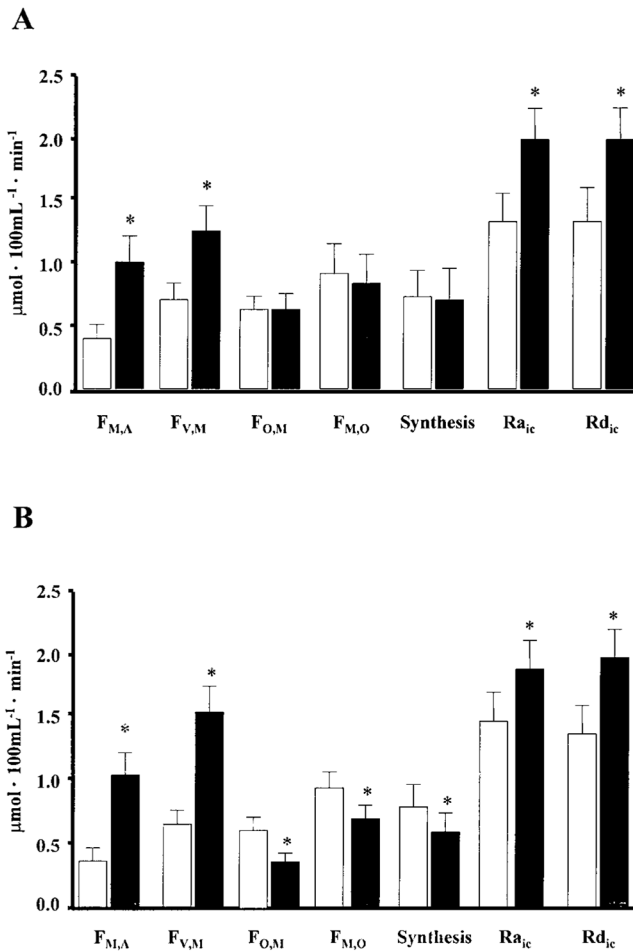 A
μmol · 100mL⁻¹ · min⁻¹
2.5
2.0
1.5
1.0
0.5
0.0
* * * *
F_M,A F_V,M F_O,M F_M,O Synthesis Ra_ic Rd_ic
B
μmol · 100mL⁻¹ · min⁻¹
2.5
2.0
1.5
1.0
0.5
0.0
* * * * * * *
F_M,A F_V,M F_O,M F_M,O Synthesis Ra_ic Rd_ic